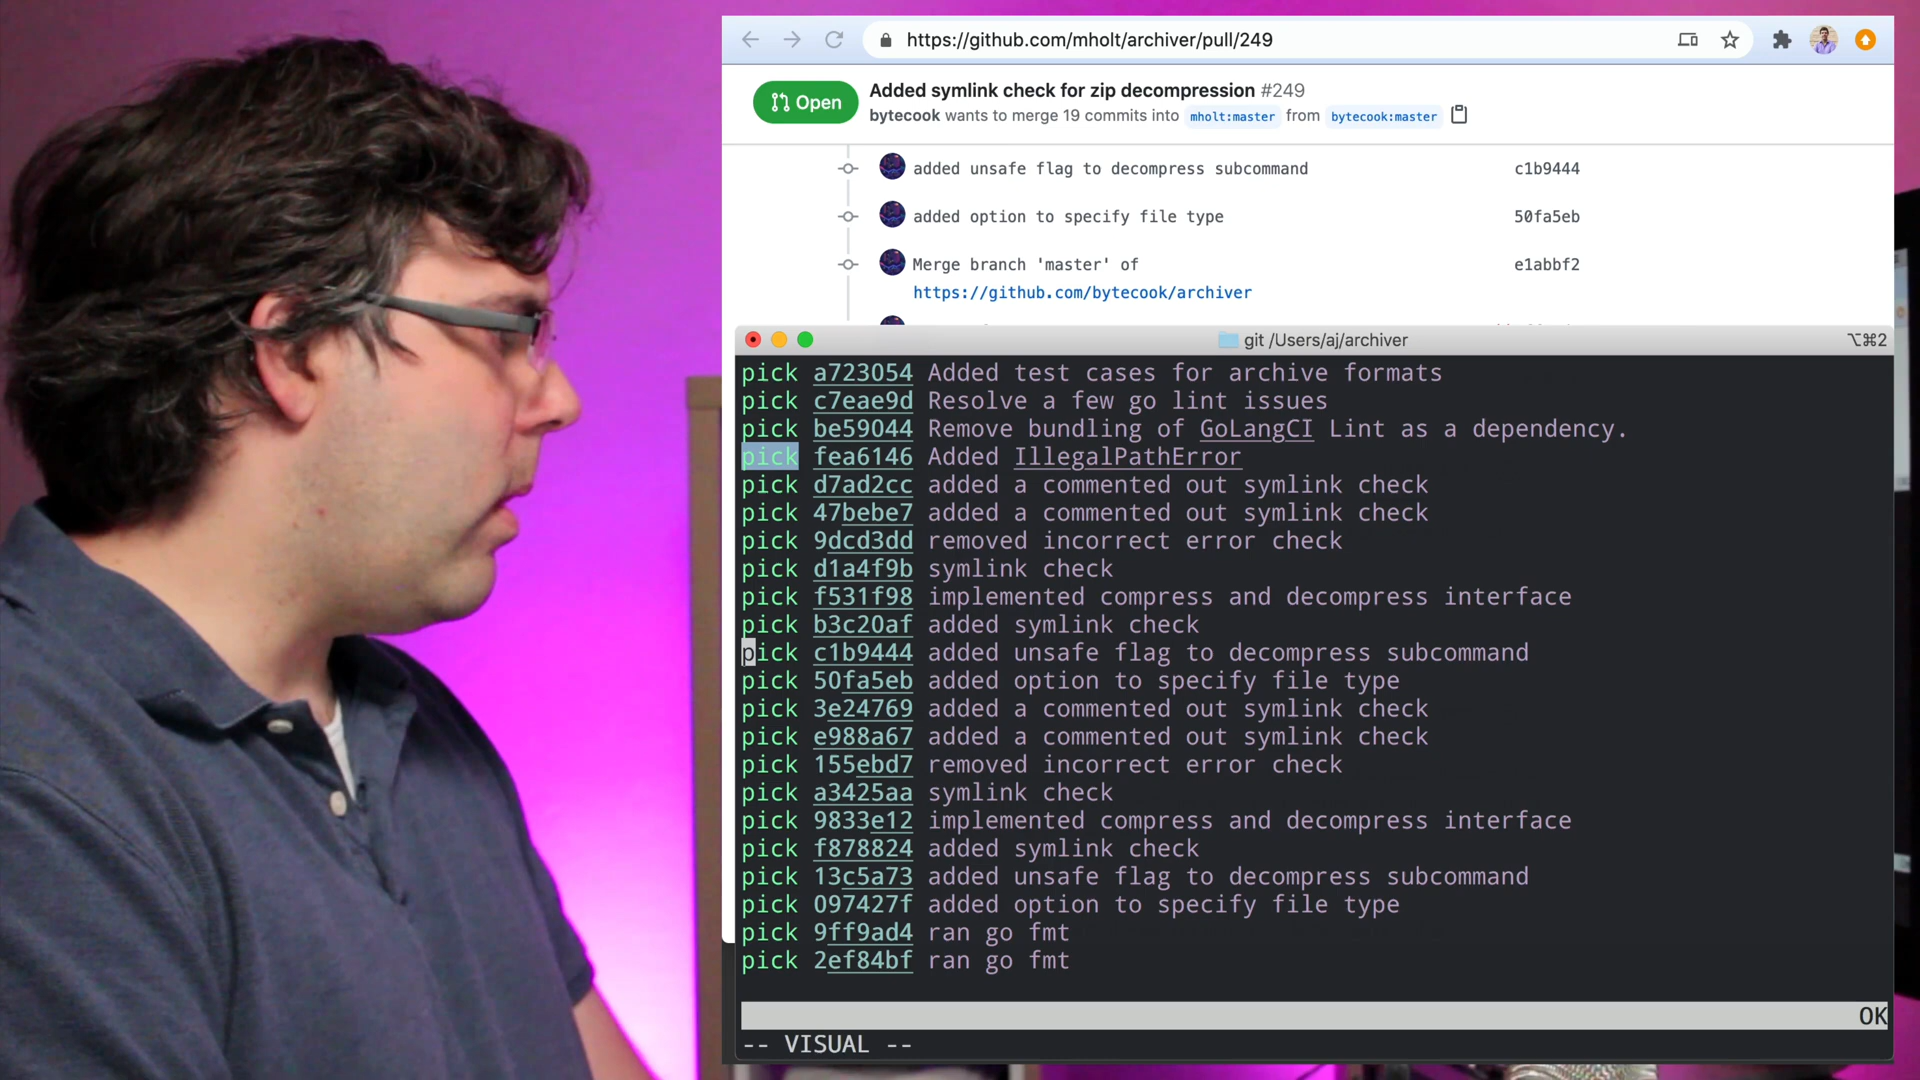 https://github.com/mholt/archiver/pull/249
Open
Added symlink check for zip decompression #249
bytecook wants to merge 19 commits into mholt:master from bytecook:master
added unsafe flag to decompress subcommand c1b9444
added option to specify file type 50fa5eb
Merge branch 'master' of e1abbf2
https://github.com/bytecook/archiver
git /Users/aj/archiver ⌥⌘2
pick a723054 Added test cases for archive formats
pick c7eae9d Resolve a few go lint issues
pick be59044 Remove bundling of GoLangCI Lint as a dependency.
pick fea6146 Added IllegalPathError
pick d7ad2cc added a commented out symlink check
pick 47bebe7 added a commented out symlink check
pick 9dcd3dd removed incorrect error check
pick d1a4f9b symlink check
pick f531f98 implemented compress and decompress interface
pick b3c20af added symlink check
pick c1b9444 added unsafe flag to decompress subcommand
pick 50fa5eb added option to specify file type
pick 3e24769 added a commented out symlink check
pick e988a67 added a commented out symlink check
pick 155ebd7 removed incorrect error check
pick a3425aa symlink check
pick 9833e12 implemented compress and decompress interface
pick f878824 added symlink check
pick 13c5a73 added unsafe flag to decompress subcommand
pick 097427f added option to specify file type
pick 9ff9ad4 ran go fmt
pick 2ef84bf ran go fmt
OK
-- VISUAL --